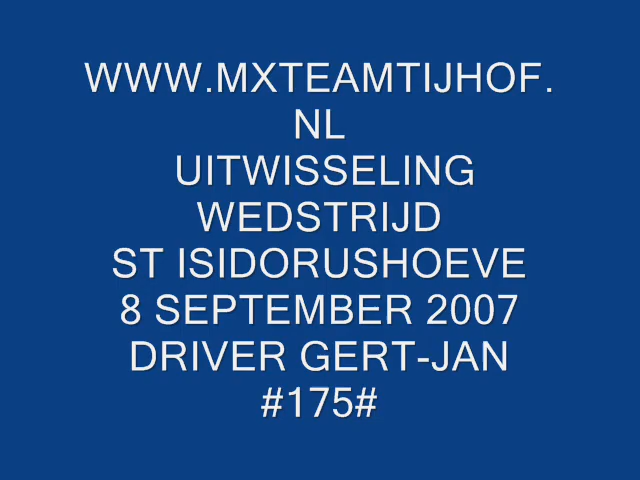 WWW.MXTEAMTIJHOF.
NL
UITWISSELING
WEDSTRIJD
ST ISIDORUSHOEVE
8 SEPTEMBER 2007
DRIVER GERT-JAN
#175#